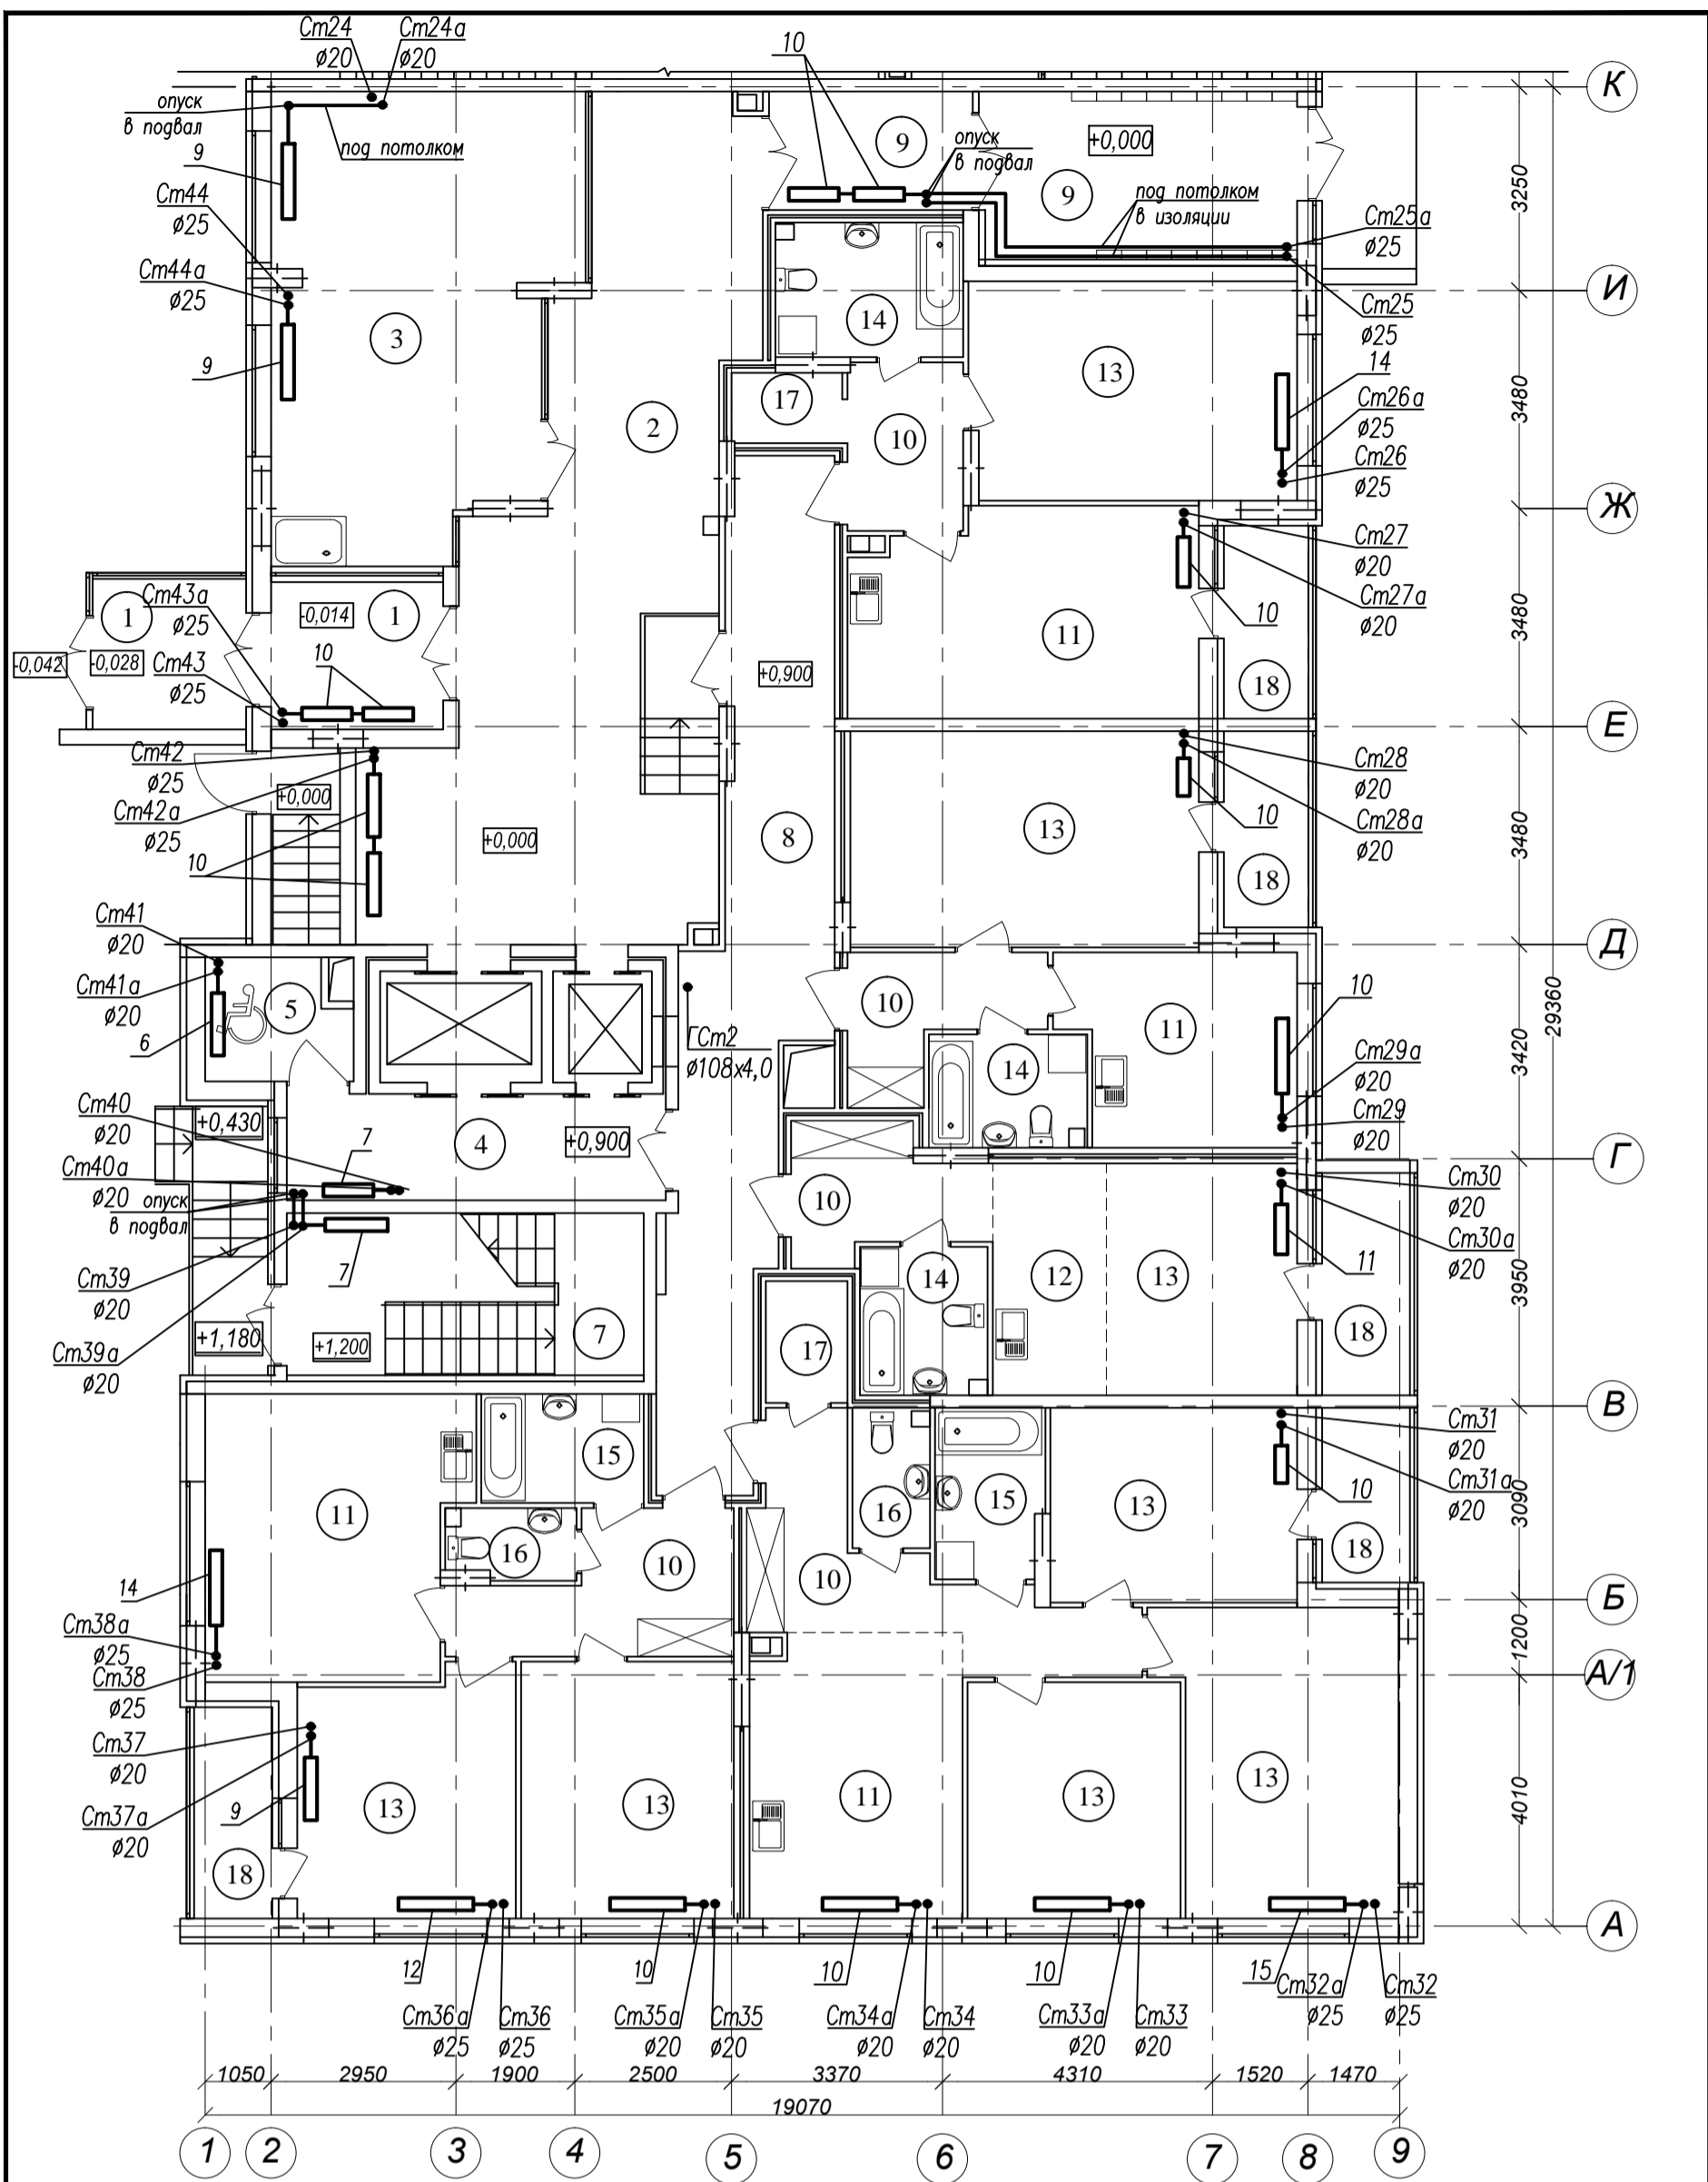 Ст24
ø20
Ст24а
ø20
10
К
опуск
в подвал
под потолком
9
9
опуск
в подвал
+0,000
9
под потолком
в изоляции
3250
Ст44
ø25
Ст25а
ø25
Ст44а
ø25
И
14
Ст25
ø25
3
13
14
9
17
Ст26а
ø25
3480
2
10
Ст26
ø25
Ж
Ст27
ø20
Ст43а
ø25
1
-0,014
1
Ст27а
ø20
10
11
3480
-0,042
-0,028
Ст43
ø25
10
+0,900
18
Е
Ст42
ø25
Ст28
ø20
+0,000
Ст42а
ø25
+0,000
8
13
10
Ст28а
ø20
3480
10
18
Ст41
ø20
Д
Ст41а
ø20
5
10
11
10
29360
6
ГСт2
ø108х4,0
14
Ст29а
ø20
3420
Ст40
ø20
+0,430
7
4
+0,900
Ст29
ø20
Г
Ст40а
ø20
опуск
в подвал
10
Ст30
ø20
Ст39
ø20
7
14
12
13
11
Ст30а
ø20
3950
+1,180
+1,200
7
17
18
Ст39а
ø20
В
Ст31
ø20
15
Ст31а
ø20
11
16
15
13
10
3090
16
10
10
18
14
Б
Ст38а
ø25
1200
Ст38
ø25
А/1
Ст37
ø20
13
Ст37а
ø20
9
13
13
11
13
4010
18
А
12
10
10
10
15
Ст36а
ø25
Ст36
ø25
Ст35а
ø20
Ст35
ø20
Ст34а
ø20
Ст34
ø20
Ст33а
ø20
Ст33
ø20
Ст32а
ø25
Ст32
ø25
1050
2950
1900
2500
3370
4310
1520
1470
19070
1
2
3
4
5
6
7
8
9